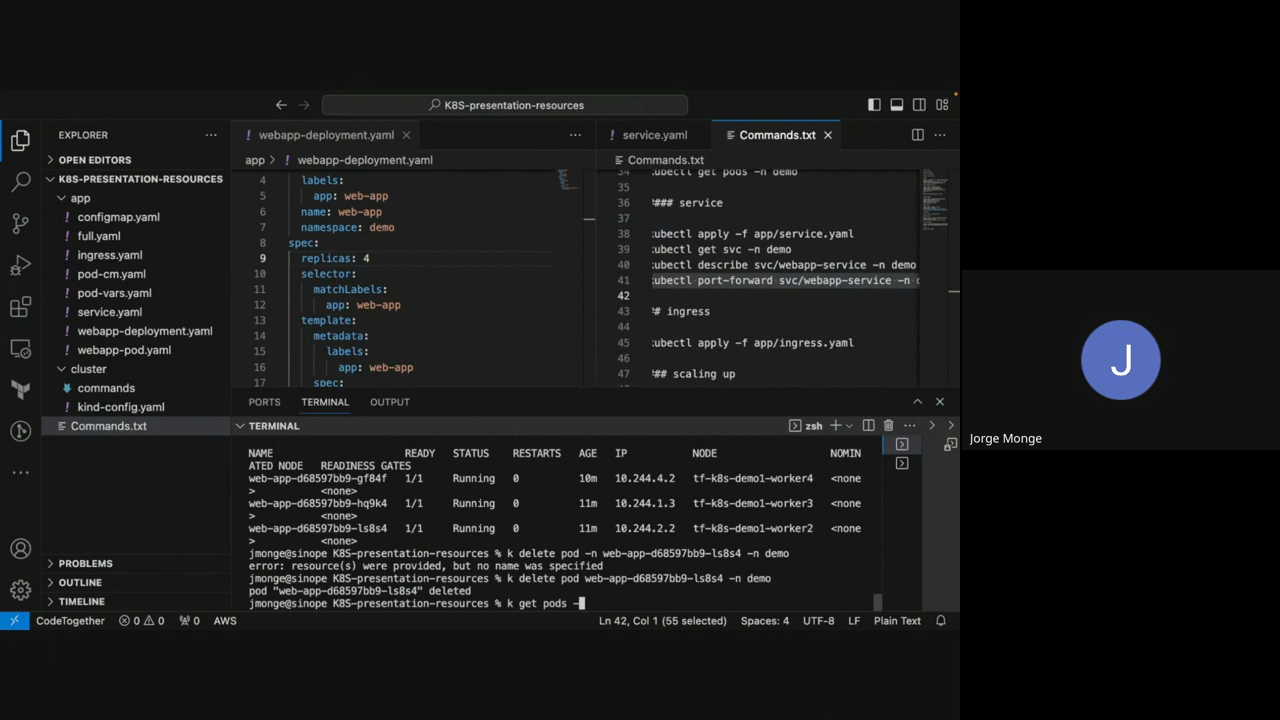 K8S-presentation-resources
EXPLORER
OPEN EDITORS
K8S-PRESENTATION-RESOURCES
app
! configmap.yaml
! full.yaml
! ingress.yaml
! pod-cm.yaml
! pod-vars.yaml
! service.yaml
! webapp-deployment.yaml
! webapp-pod.yaml
cluster
commands
! kind-config.yaml
Commands.txt
PROBLEMS
OUTLINE
TIMELINE
! webapp-deployment.yaml
app > ! webapp-deployment.yaml
4 labels:
5 app: web-app
6 name: web-app
7 namespace: demo
8 spec:
9 replicas: 4
10 selector:
11 matchLabels:
12 app: web-app
13 template:
14 metadata:
15 labels:
16 app: web-app
17 spec:
! service.yaml
Commands.txt
Commands.txt
34 kubectl get pods -n demo
35
36 ### service
37
38 kubectl apply -f app/service.yaml
39 kubectl get svc -n demo
40 kubectl describe svc/webapp-service -n demo
41 kubectl port-forward svc/webapp-service -n
42
43 ## ingress
44
45 kubectl apply -f app/ingress.yaml
46
47 ### scaling up
PORTS TERMINAL OUTPUT
TERMINAL
zsh
NAME READY STATUS RESTARTS AGE IP NODE NOMIN
ATED NODE READINESS GATES
web-app-d68597bb9-gf84f 1/1 Running 0 10m 10.244.4.2 tf-k8s-demo1-worker4 <none
> <none>
web-app-d68597bb9-hq9k4 1/1 Running 0 11m 10.244.1.3 tf-k8s-demo1-worker3 <none
> <none>
web-app-d68597bb9-ls8s4 1/1 Running 0 11m 10.244.2.2 tf-k8s-demo1-worker2 <none
> <none>
jmonge@sinope K8S-presentation-resources % k delete pod -n web-app-d68597bb9-ls8s4 -n demo
error: resource(s) were provided, but no name was specified
jmonge@sinope K8S-presentation-resources % k delete pod web-app-d68597bb9-ls8s4 -n demo
pod "web-app-d68597bb9-ls8s4" deleted
jmonge@sinope K8S-presentation-resources % k get pods -
CodeTogether 0 0 0 AWS
Ln 42, Col 1 (55 selected) Spaces: 4 UTF-8 LF Plain Text
J
Jorge Monge